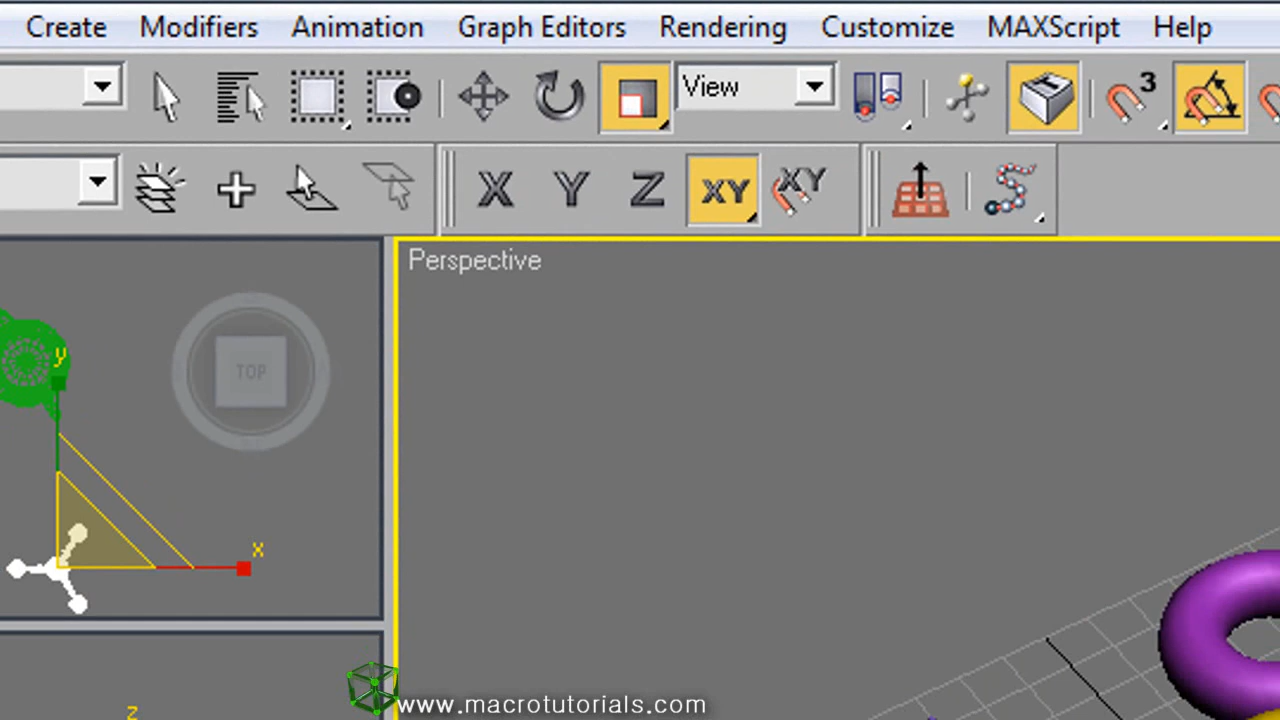 Create Modifiers Animation Graph Editors Rendering Customize MAXScript Help
View
3
X Y Z XY XY
Perspective
TOP
y
x
z
www.macrotutorials.com